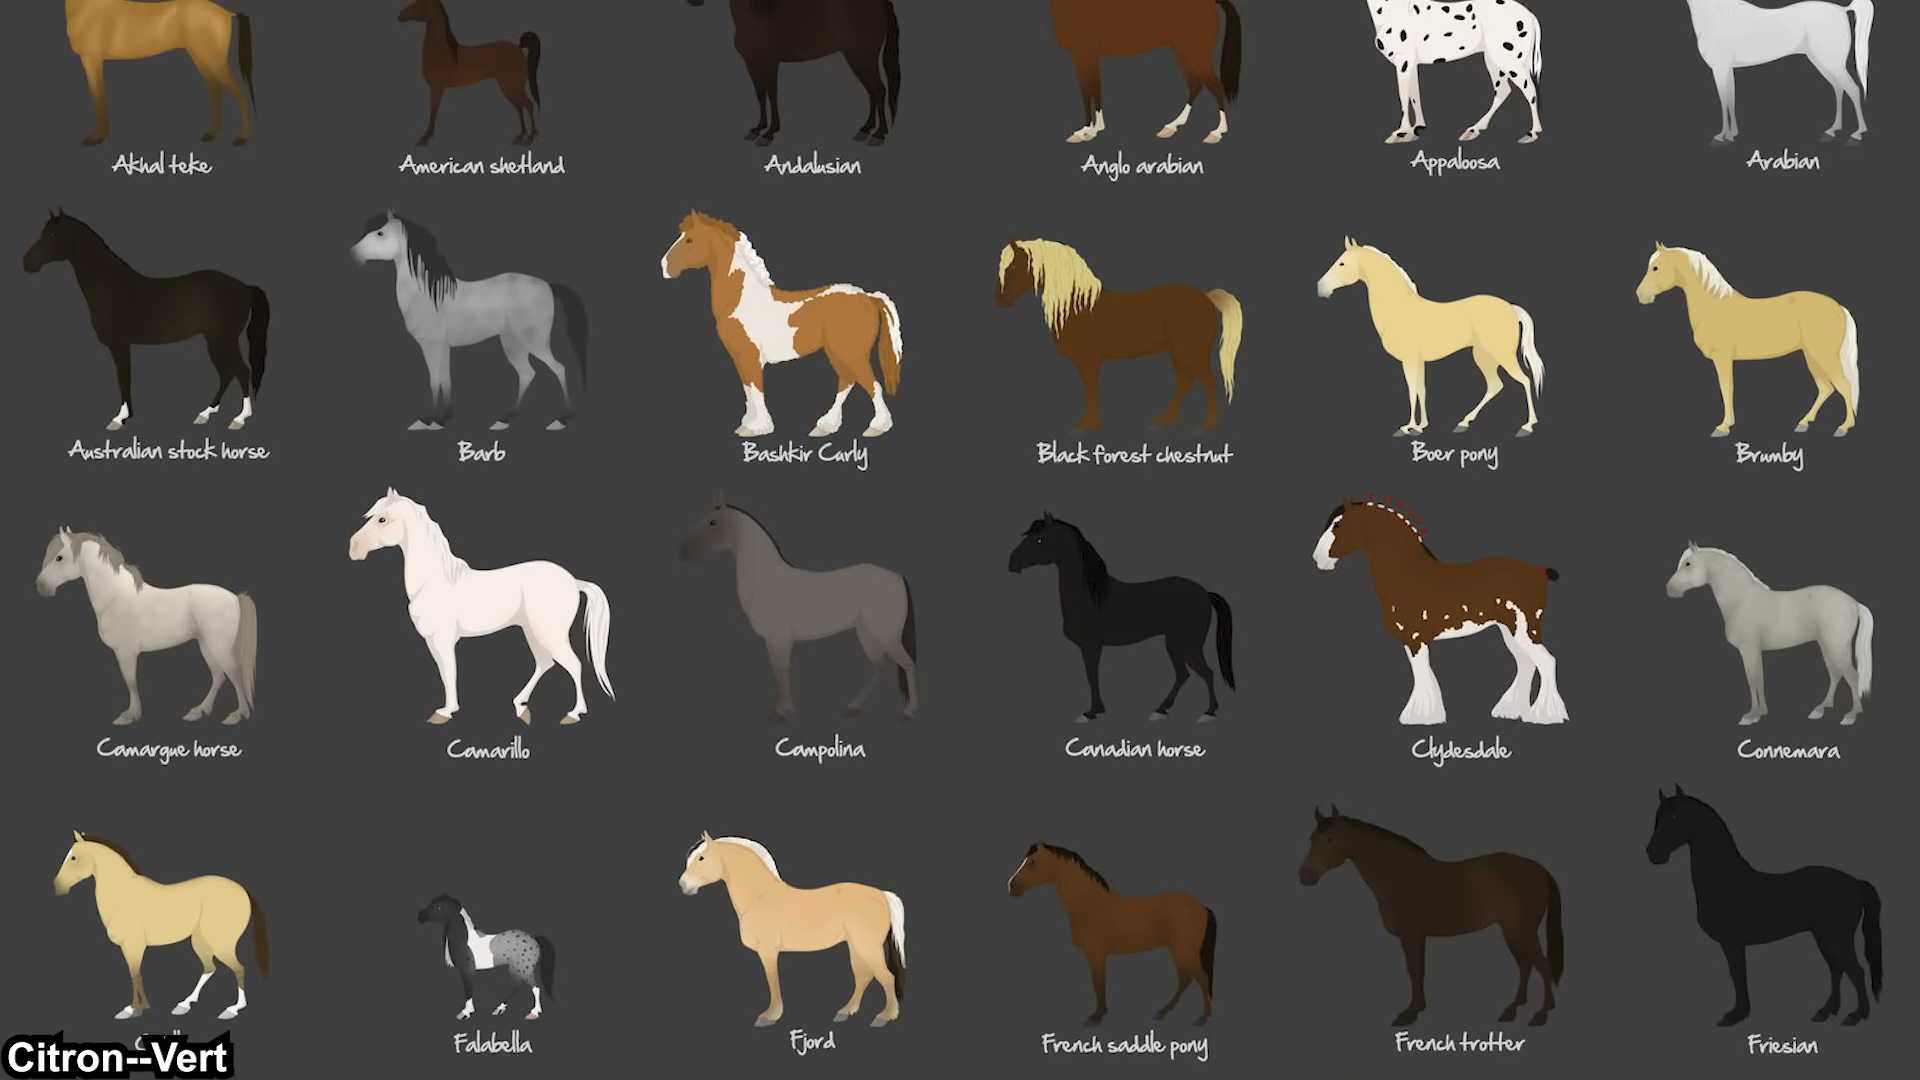 Akhal teke
American shetland
Andalusian
Anglo arabian
Appaloosa
Arabian
Australian stock horse
Barb
Bashkir Curly
Black forest chestnut
Boer pony
Brumby
Camargue horse
Camarillo
Campolina
Canadian horse
Clydesdale
Connemara
Falabella
Fjord
French saddle pony
French trotter
Friesian
Citron--Vert